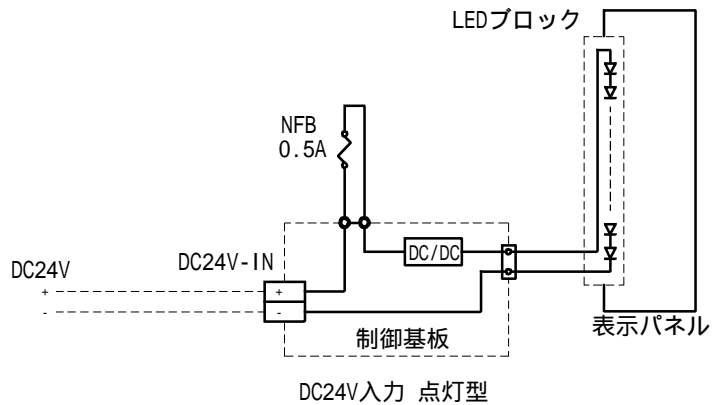 LEDブロック
NFB
0.5A
DC/DC
DC24V-IN
DC24V
+
-
+
-
制御基板
表示パネル
DC24V入力 点灯型